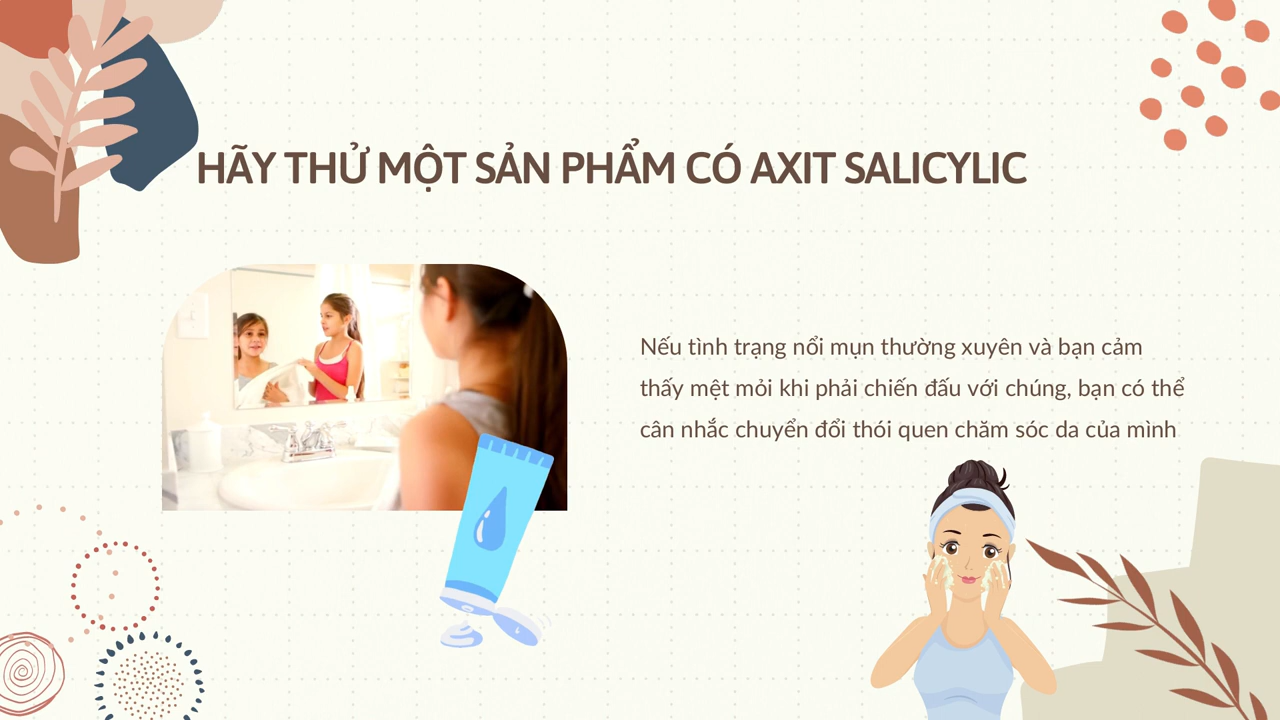 HÃY THỬ MỘT SẢN PHẨM CÓ AXIT SALICYLIC
Nếu tình trạng nổi mụn thường xuyên và bạn cảm
thấy mệt mỏi khi phải chiến đấu với chúng, bạn có thể
cân nhắc chuyển đổi thói quen chăm sóc da của mình